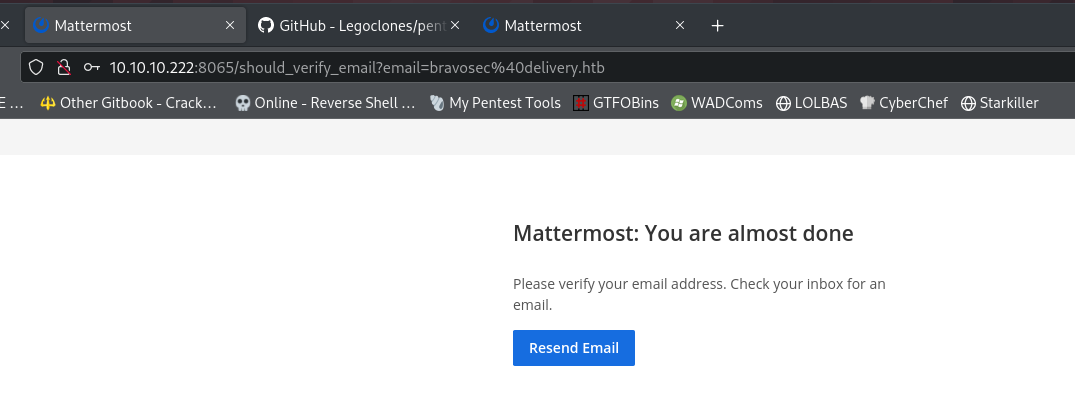 Mattermost
GitHub - Legoclones/pent
Mattermost
10.10.10.222:8065/should_verify_email?email=bravosec%40delivery.htb
E ...
Other Gitbook - Crack...
Online - Reverse Shell ...
My Pentest Tools
GTFOBins
WADComs
LOLBAS
CyberChef
Starkiller
Mattermost: You are almost done
Please verify your email address. Check your inbox for an
email.
Resend Email